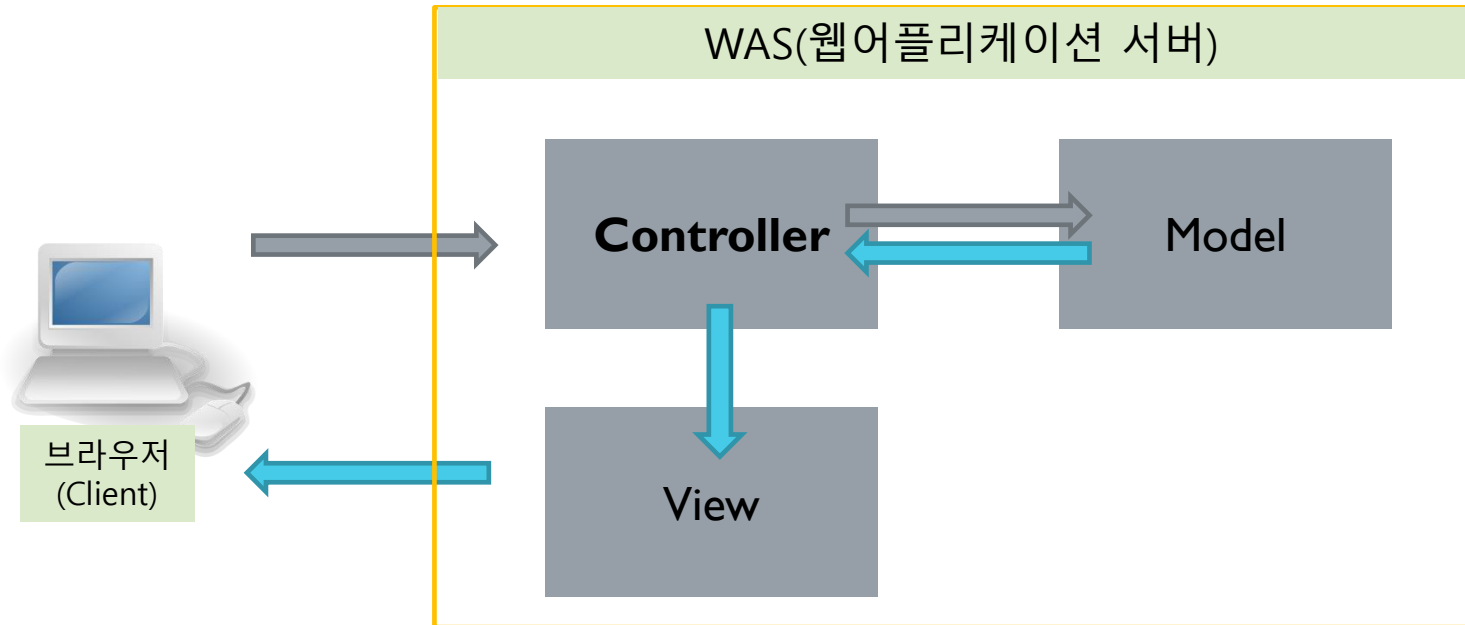 WAS(웹어플리케이션 서버)
Controller
Model
브라우저
(Client)
View